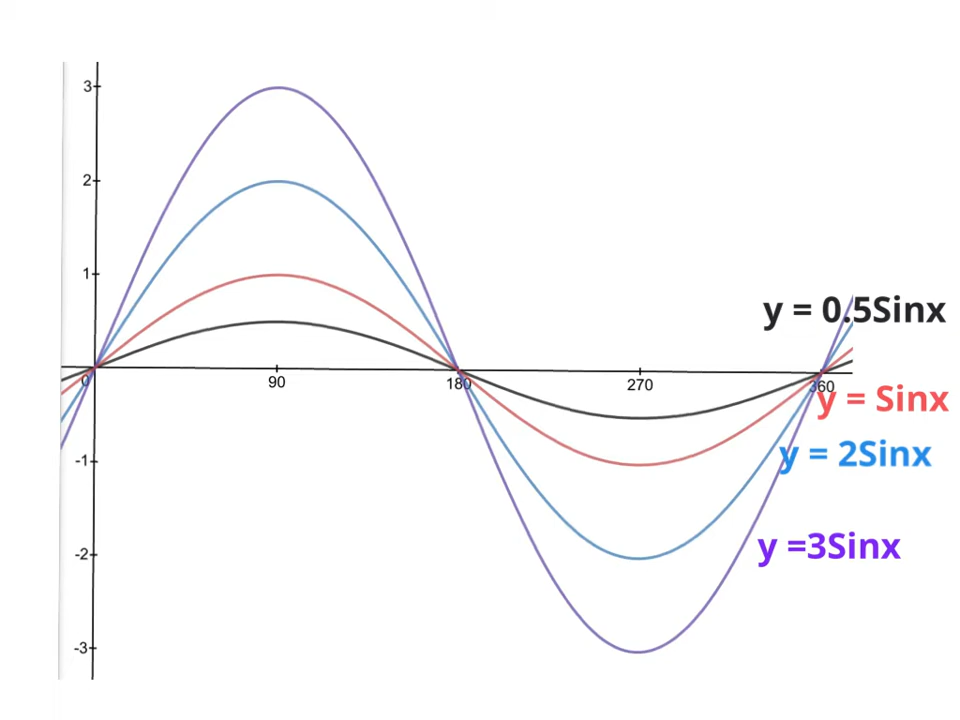 3
2
1
0
90
180
270
360
-1
-2
-3
y = 0.5Sinx
y = Sinx
y = 2Sinx
y =3Sinx